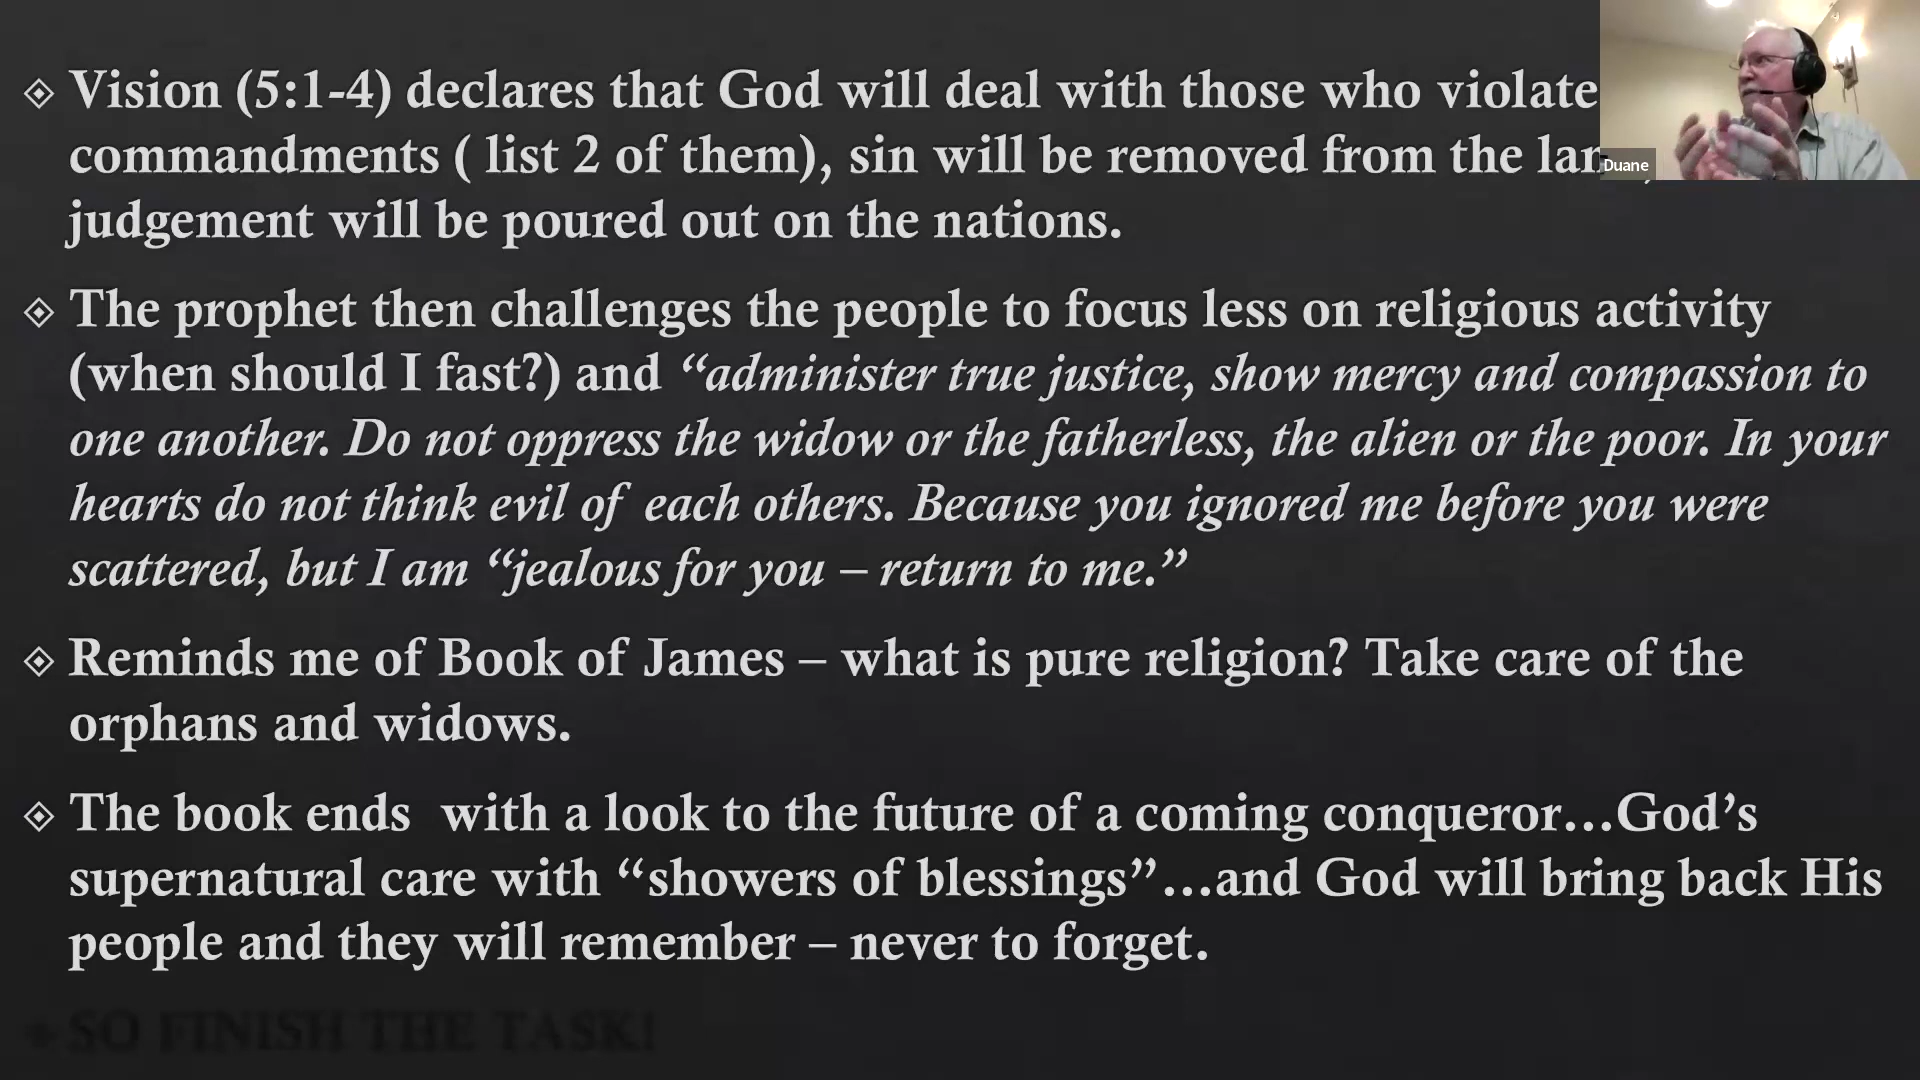 Vision (5:1-4) declares that God will deal with those who violate
commandments ( list 2 of them), sin will be removed from the
judgement will be poured out on the nations.
The prophet then challenges the people to focus less on religious activity
(when should I fast?) and “administer true justice, show mercy and compassion to
one another. Do not oppress the widow or the fatherless, the alien or the poor. In your
hearts do not think evil of each others. Because you ignored me before you were
scattered, but I am “jealous for you – return to me.”
Reminds me of Book of James – what is pure religion? Take care of the
orphans and widows.
The book ends with a look to the future of a coming conqueror…God’s
supernatural care with “showers of blessings”…and God will bring back His
people and they will remember – never to forget.
SO FINISH THE TASK!
Duane